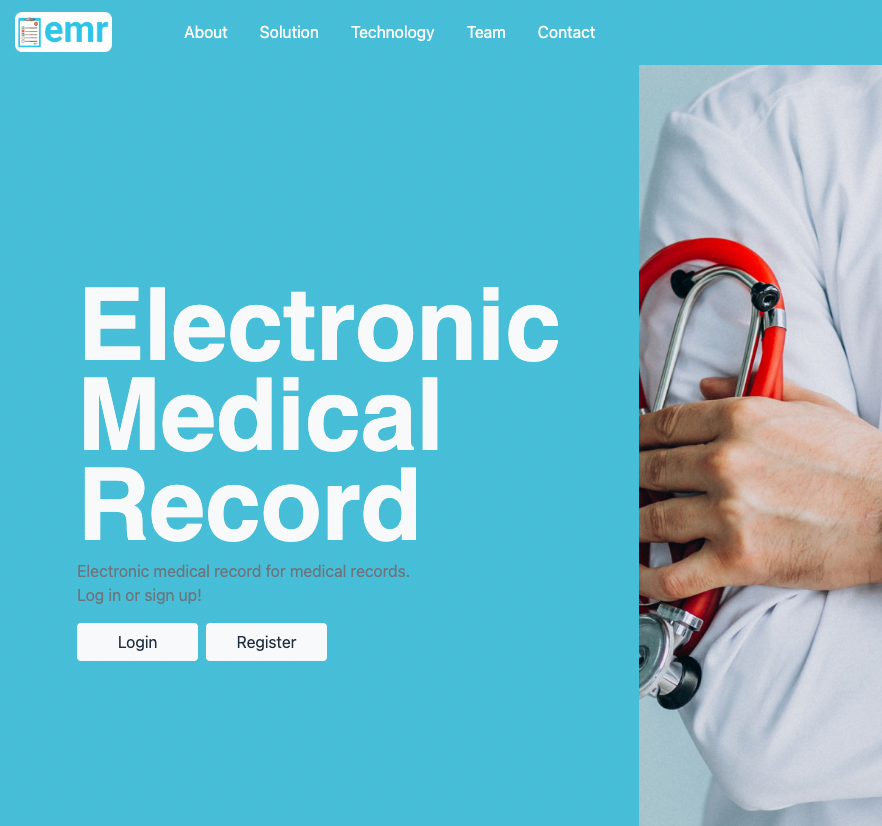 emr
About
Solution
Technology
Team
Contact
Electronic
Medical
Record
Electronic medical record for medical records.
Log in or sign up!
Login
Register